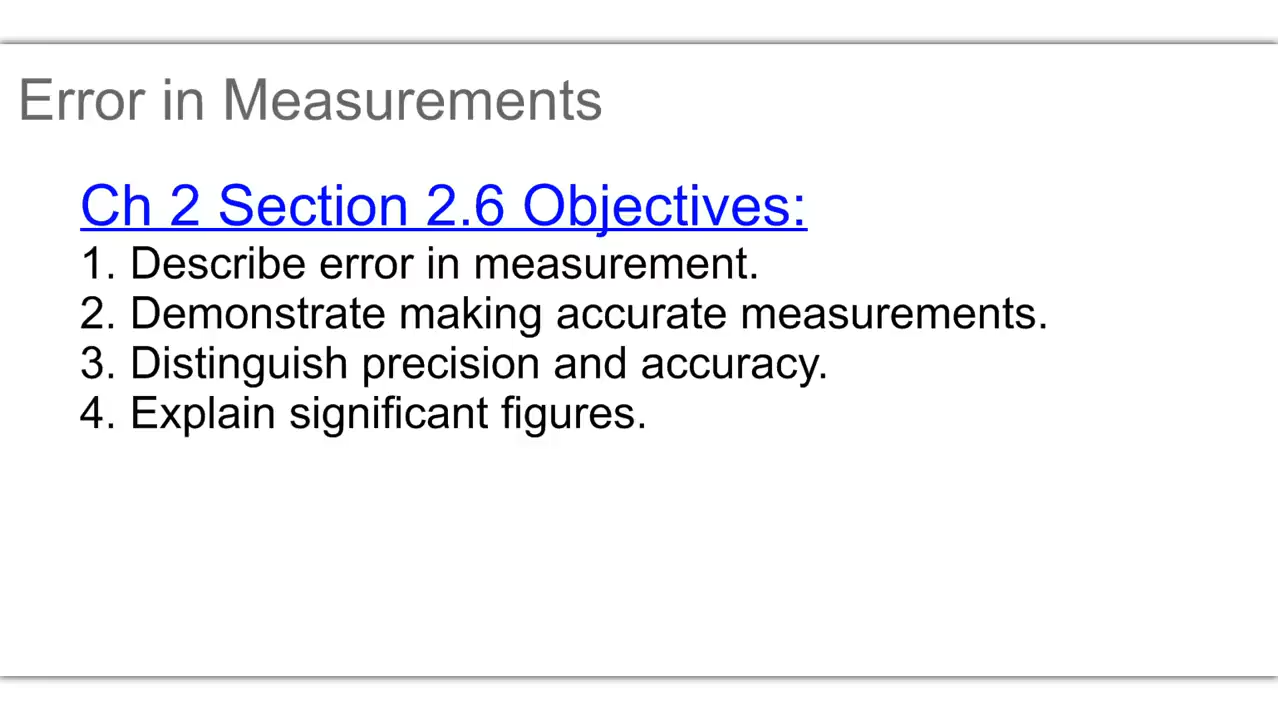 Error in Measurements
Ch 2 Section 2.6 Objectives:
1. Describe error in measurement.
2. Demonstrate making accurate measurements.
3. Distinguish precision and accuracy.
4. Explain significant figures.